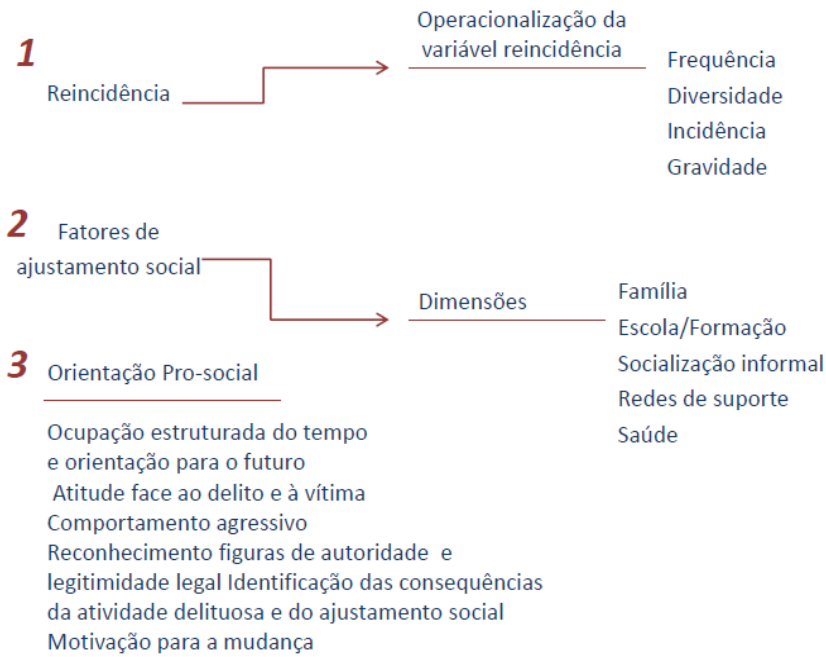 1
Reincidência
Operacionalização da
variável reincidência
Frequência
Diversidade
Incidência
Gravidade
2
Fatores de
ajustamento social
Dimensões
Família
Escola/Formação
Socialização informal
Redes de suporte
Saúde
3
Orientação Pro-social
Ocupação estruturada do tempo
e orientação para o futuro
Atitude face ao delito e à vítima
Comportamento agressivo
Reconhecimento figuras de autoridade e
legitimidade legal Identificação das consequências
da atividade delituosa e do ajustamento social
Motivação para a mudança